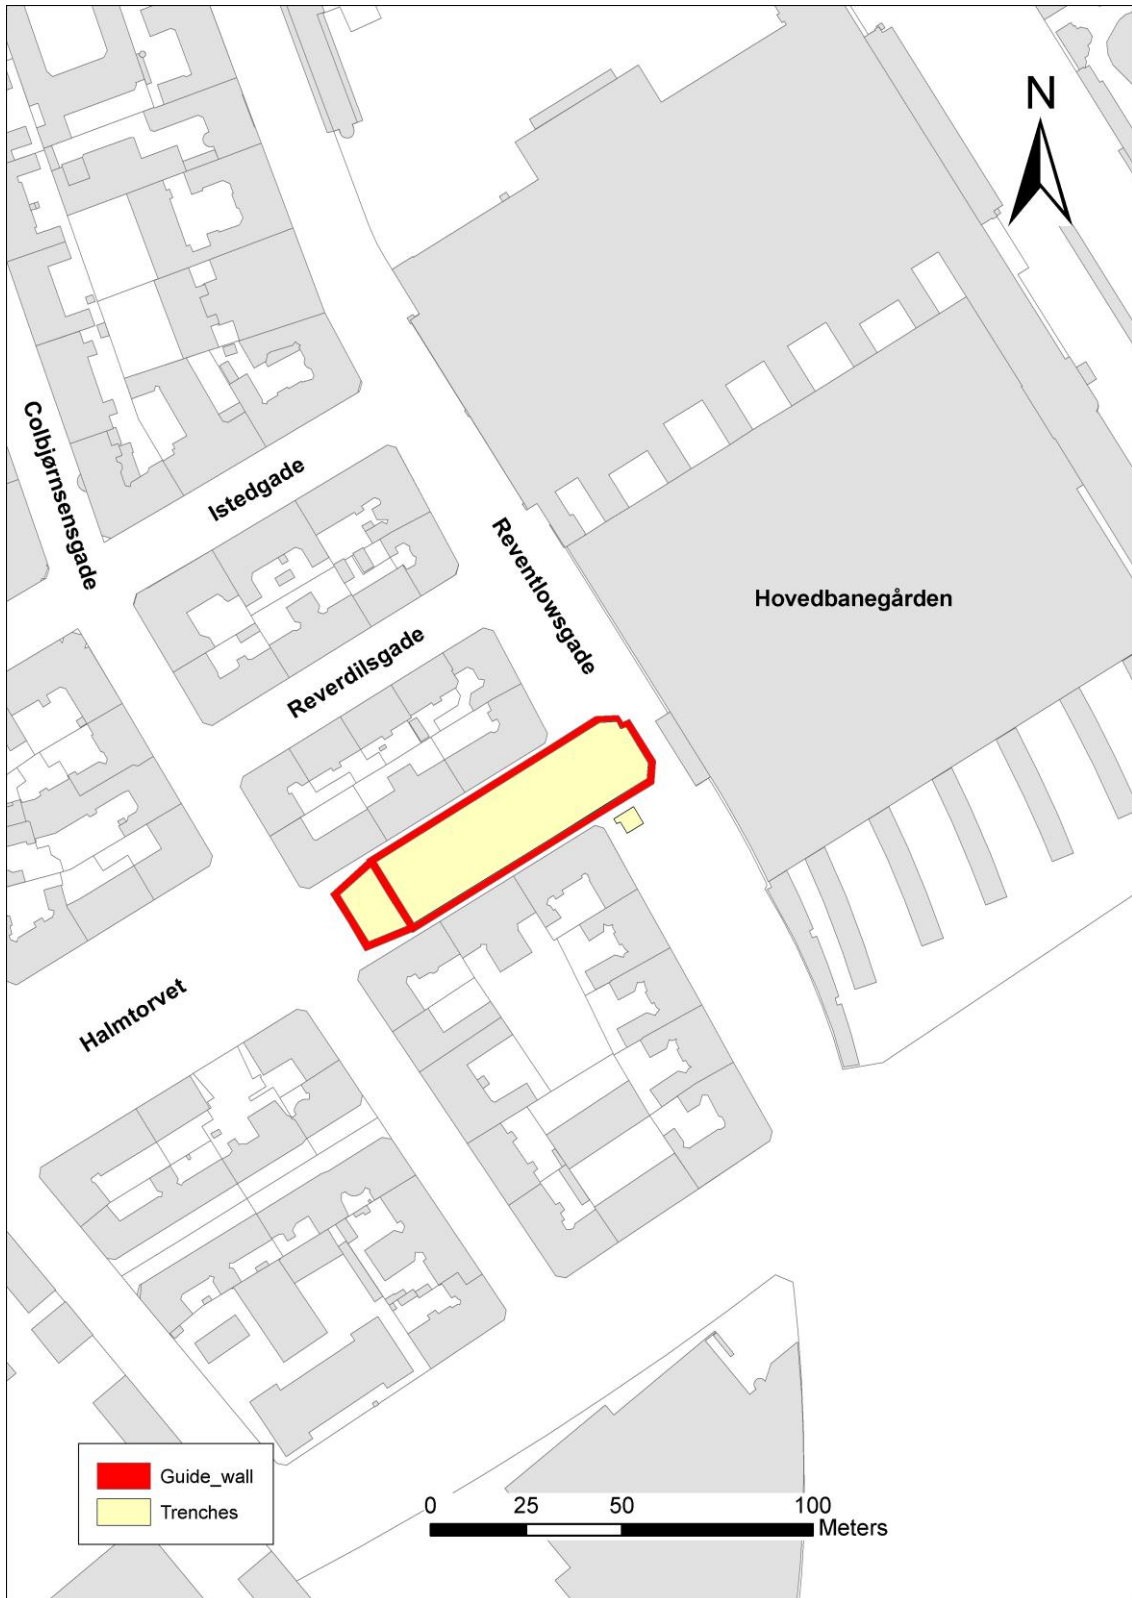 N
Colbjørnsensgade
Istedgade
Reventlowsgade
Hovedbanegården
Reverdilsgade
Halmtorvet
Guide_wall
Trenches
0 25 50 100
Meters